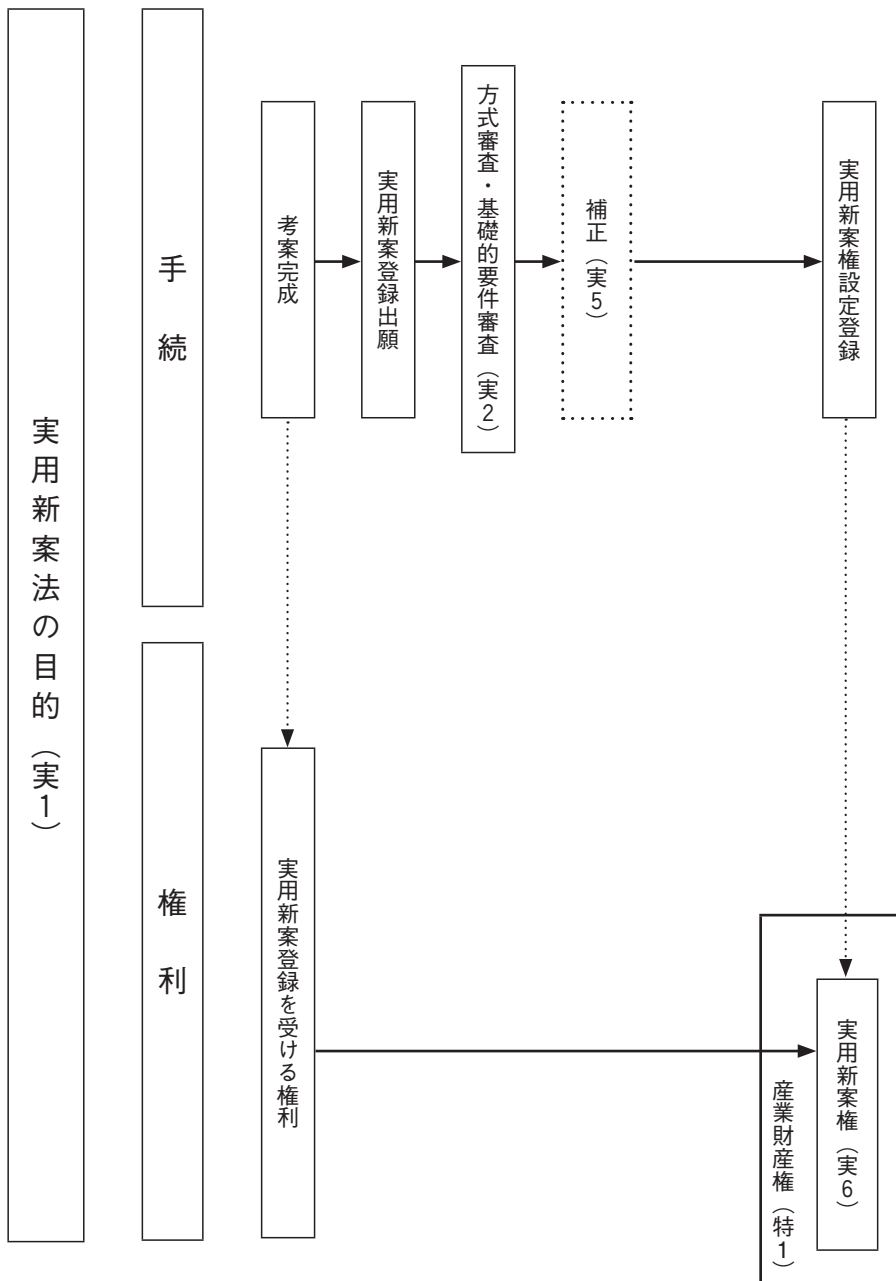 実用新案法の目的（実1）
手続
考案完成
実用新案登録出願
方式審査・基礎的要件審査（実2）
補正（実5）
実用新案権設定登録
権利
実用新案登録を受ける権利
産業財産権（特1）
実用新案権（実6）